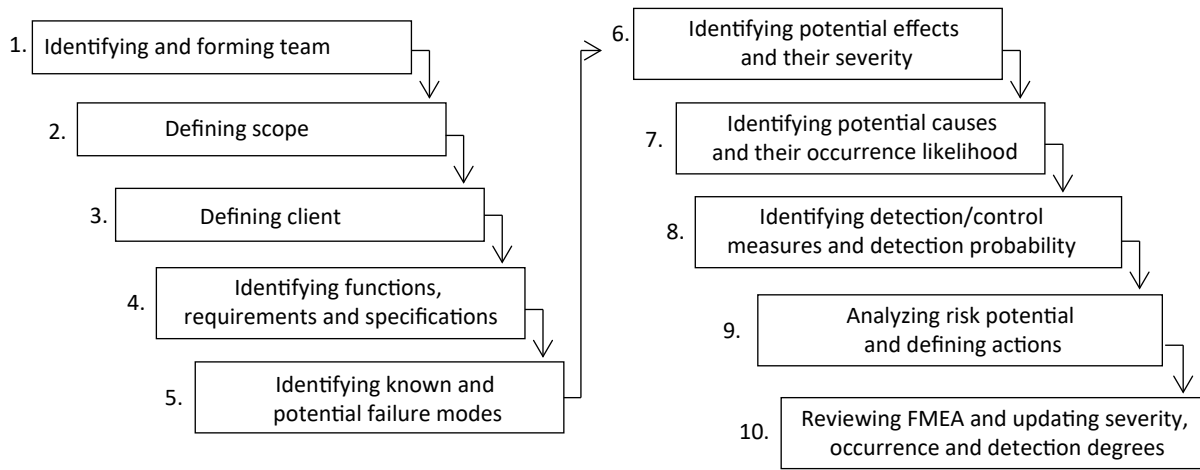 1. Identifying and forming team
2. Defining scope
3. Defining client
4. Identifying functions,
requirements and specifications
5. Identifying known and
potential failure modes
6. Identifying potential effects
and their severity
7. Identifying potential causes
and their occurrence likelihood
8. Identifying detection/control
measures and detection probability
9. Analyzing risk potential
and defining actions
10. Reviewing FMEA and updating severity,
occurrence and detection degrees